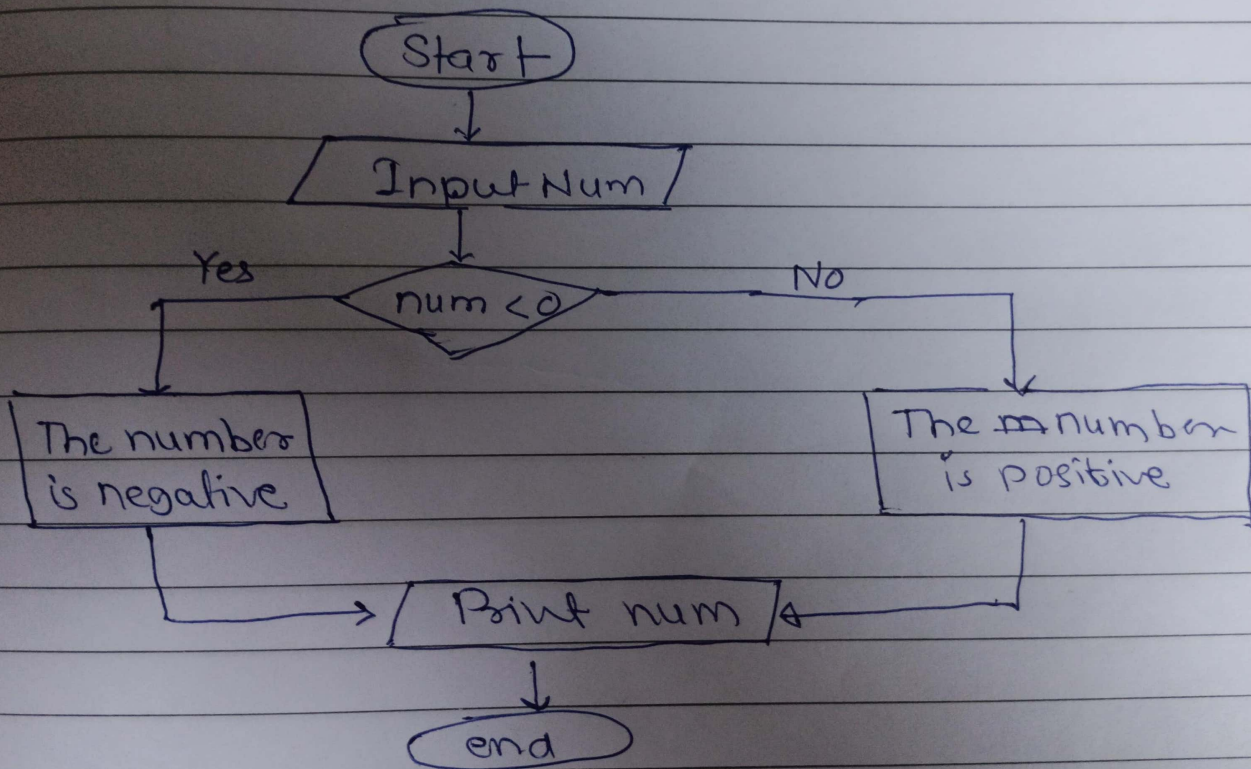 Start
Input Num
Yes
num <0
No
The number
is negative
The number
is positive
Print num
end